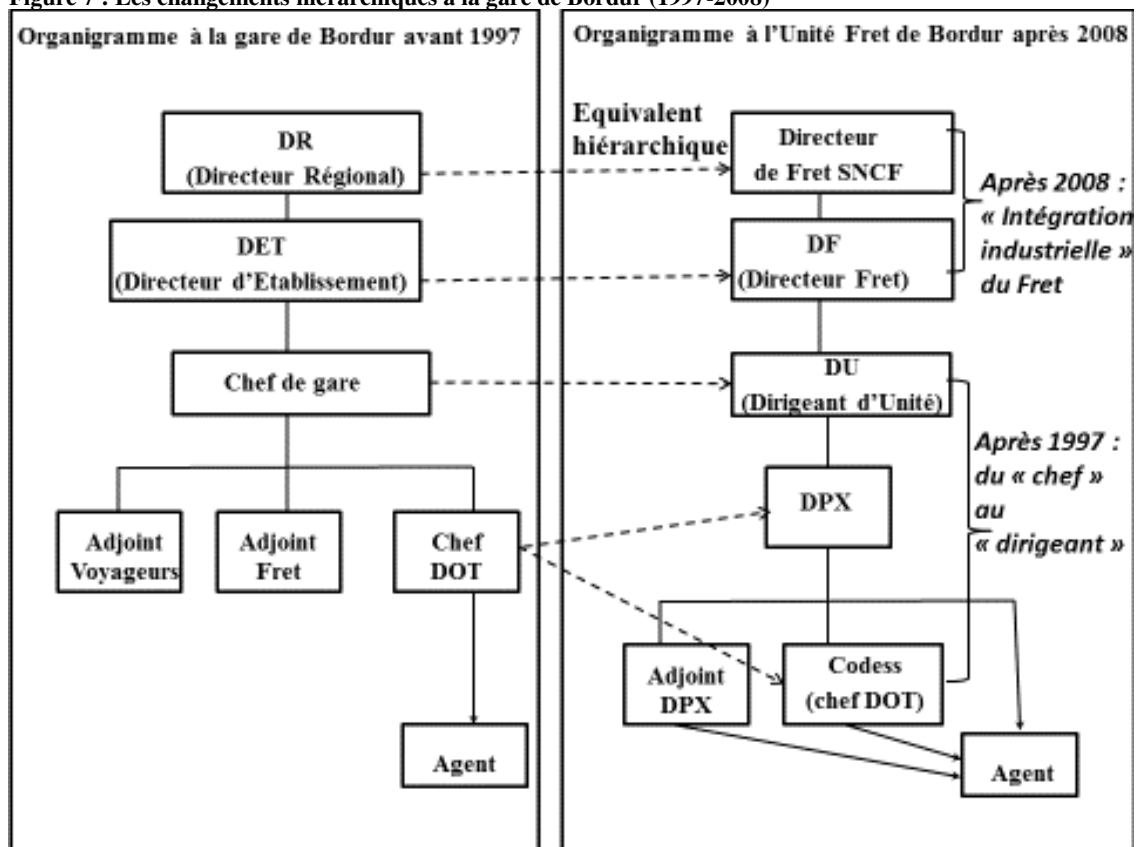 Figure 7 : Les changements hiérarchiques à la gare de Bordur (1997-2008)
Organigramme à la gare de Bordur avant 1997
DR
(Directeur Régional)
DET
(Directeur d'Etablissement)
Chef de gare
Adjoint
Voyageurs
Adjoint
Fret
Chef
DOT
Agent
Organigramme à l'Unité Fret de Bordur après 2008
Equivalent
hiérarchique
Directeur
de Fret SNCF
DF
(Directeur Fret)
DU
(Dirigeant d'Unité)
DPX
Adjoint
DPX
Codess
(chef DOT)
Agent
Après 2008 :
« Intégration
industrielle »
du Fret
Après 1997 :
du « chef »
au
« dirigeant »